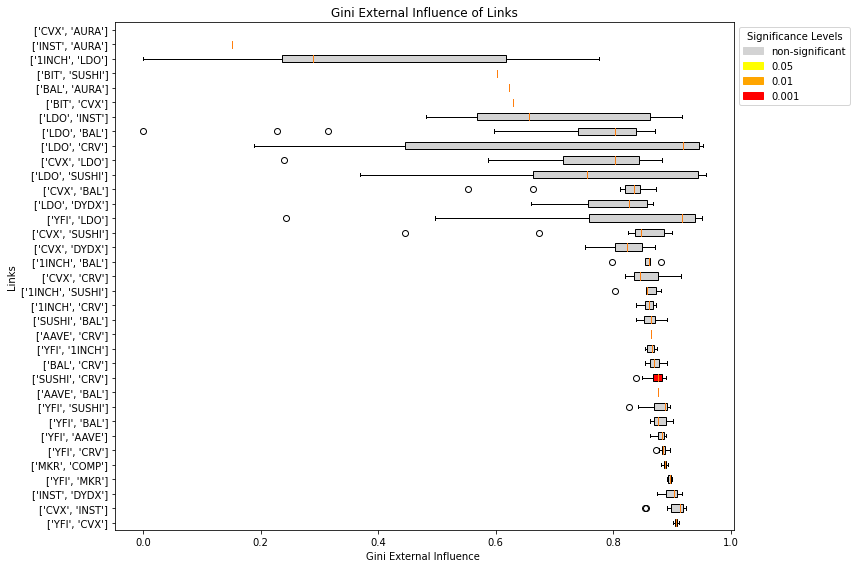 Gini External Influence of Links
Links
['CVX', 'AURA']
['INST', 'AURA']
['1INCH', 'LDO']
['BIT', 'SUSHI']
['BAL', 'AURA']
['BIT', 'CVX']
['LDO', 'INST']
['LDO', 'BAL']
['LDO', 'CRV']
['CVX', 'LDO']
['LDO', 'SUSHI']
['CVX', 'BAL']
['LDO', 'DYDX']
['YFI', 'LDO']
['CVX', 'SUSHI']
['CVX', 'DYDX']
['1INCH', 'BAL']
['CVX', 'CRV']
['1INCH', 'SUSHI']
['1INCH', 'CRV']
['SUSHI', 'BAL']
['AAVE', 'CRV']
['YFI', '1INCH']
['BAL', 'CRV']
['SUSHI', 'CRV']
['AAVE', 'BAL']
['YFI', 'SUSHI']
['YFI', 'BAL']
['YFI', 'AAVE']
['YFI', 'CRV']
['MKR', 'COMP']
['YFI', 'MKR']
['INST', 'DYDX']
['CVX', 'INST']
['YFI', 'CVX']
0.0 0.2 0.4 0.6 0.8 1.0
Gini External Influence
Significance Levels
non-significant
0.05
0.01
0.001